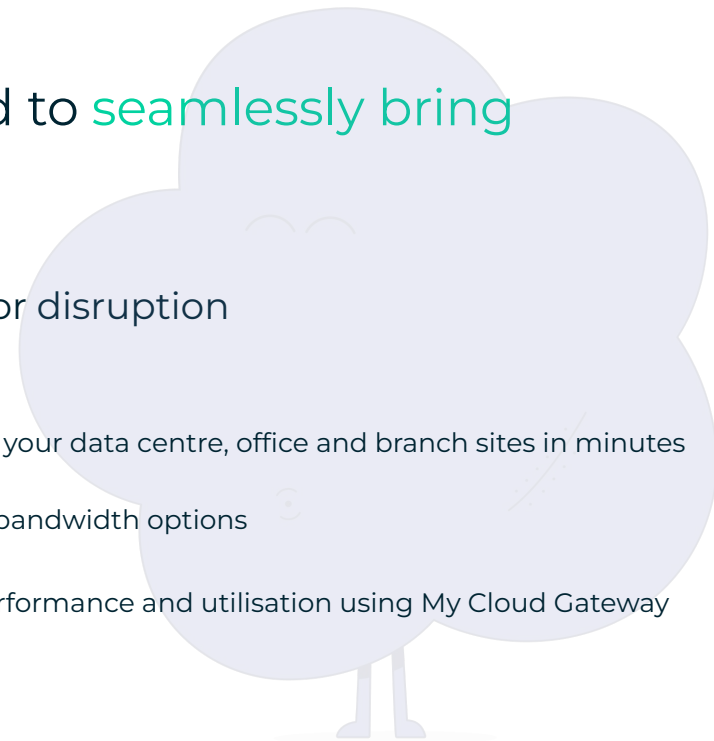 d to seamlessly bring
or disruption
your data centre, office and branch sites in minutes
bandwidth options
rformance and utilisation using My Cloud Gateway